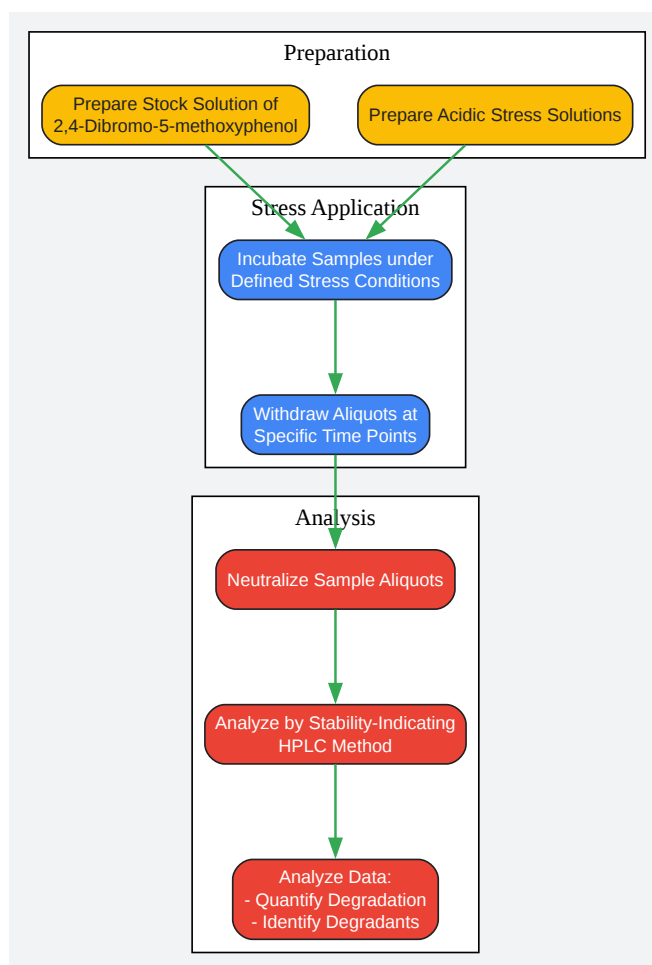 Preparation
Prepare Stock Solution of
2,4-Dibromo-5-methoxyphenol
Prepare Acidic Stress Solutions
Stress Application
Incubate Samples under
Defined Stress Conditions
Withdraw Aliquots at
Specific Time Points
Analysis
Neutralize Sample Aliquots
Analyze by Stability-Indicating
HPLC Method
Analyze Data:
- Quantify Degradation
- Identify Degradants